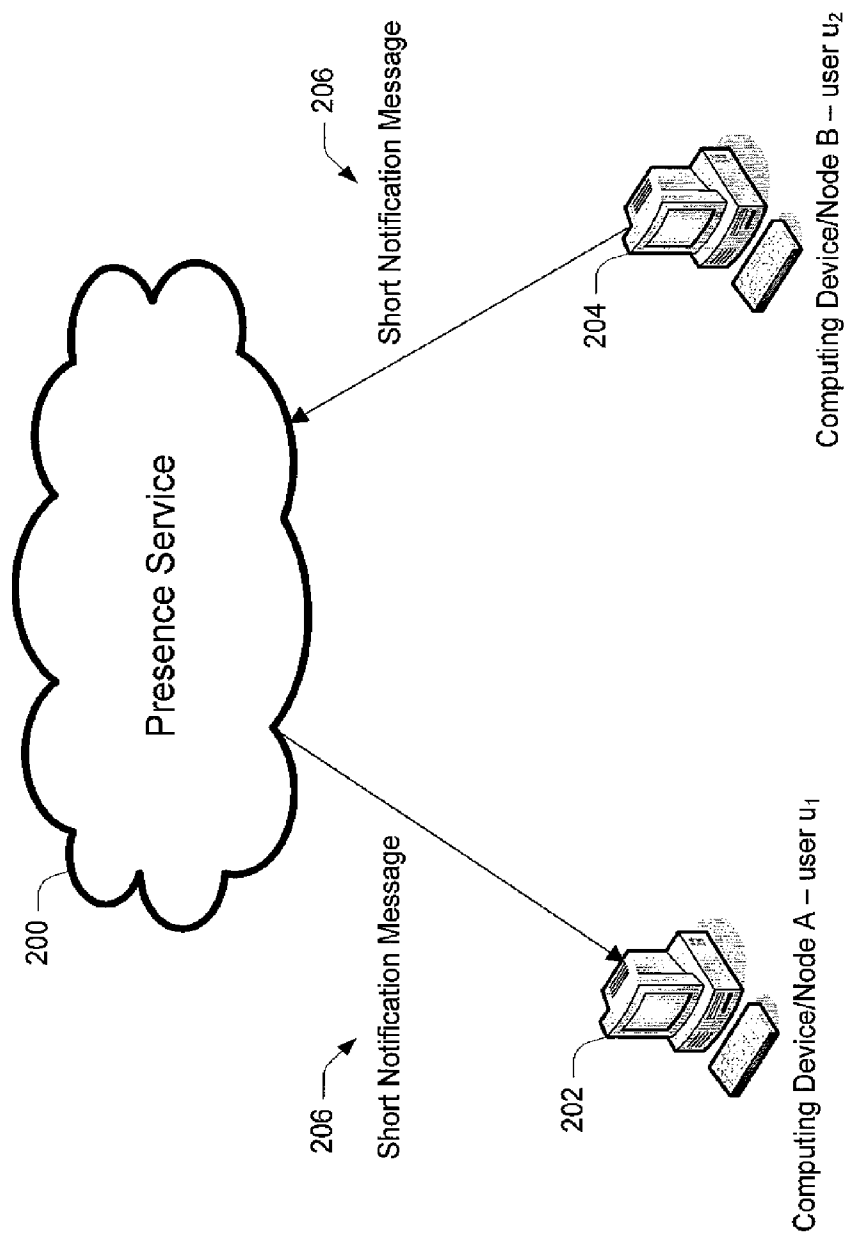 200
Presence Service
206
Short Notification Message
206
Short Notification Message
202
204
Computing Device/Node A – user u₁
Computing Device/Node B – user u₂